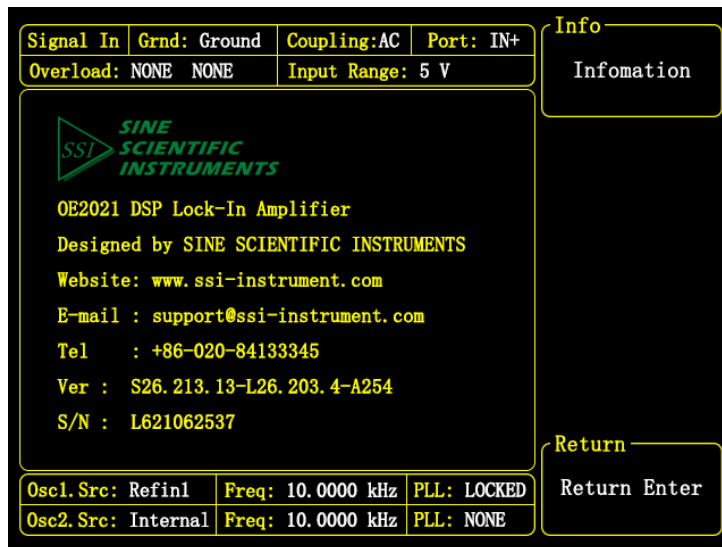 Signal In Grnd: Ground Coupling:AC Port: IN+
Overload: NONE NONE Input Range: 5 V
Info
Infomation
SSI
SINE
SCIENTIFIC
INSTRUMENTS
OE2021 DSP Lock-In Amplifier
Designed by SINE SCIENTIFIC INSTRUMENTS
Website: www.ssi-instrument.com
E-mail : support@ssi-instrument.com
Tel : +86-020-84133345
Ver : S26.213.13-L26.203.4-A254
S/N : L621062537
Return
Return Enter
Osc1.Src: Refin1 Freq: 10.0000 kHz PLL: LOCKED
Osc2.Src: Internal Freq: 10.0000 kHz PLL: NONE